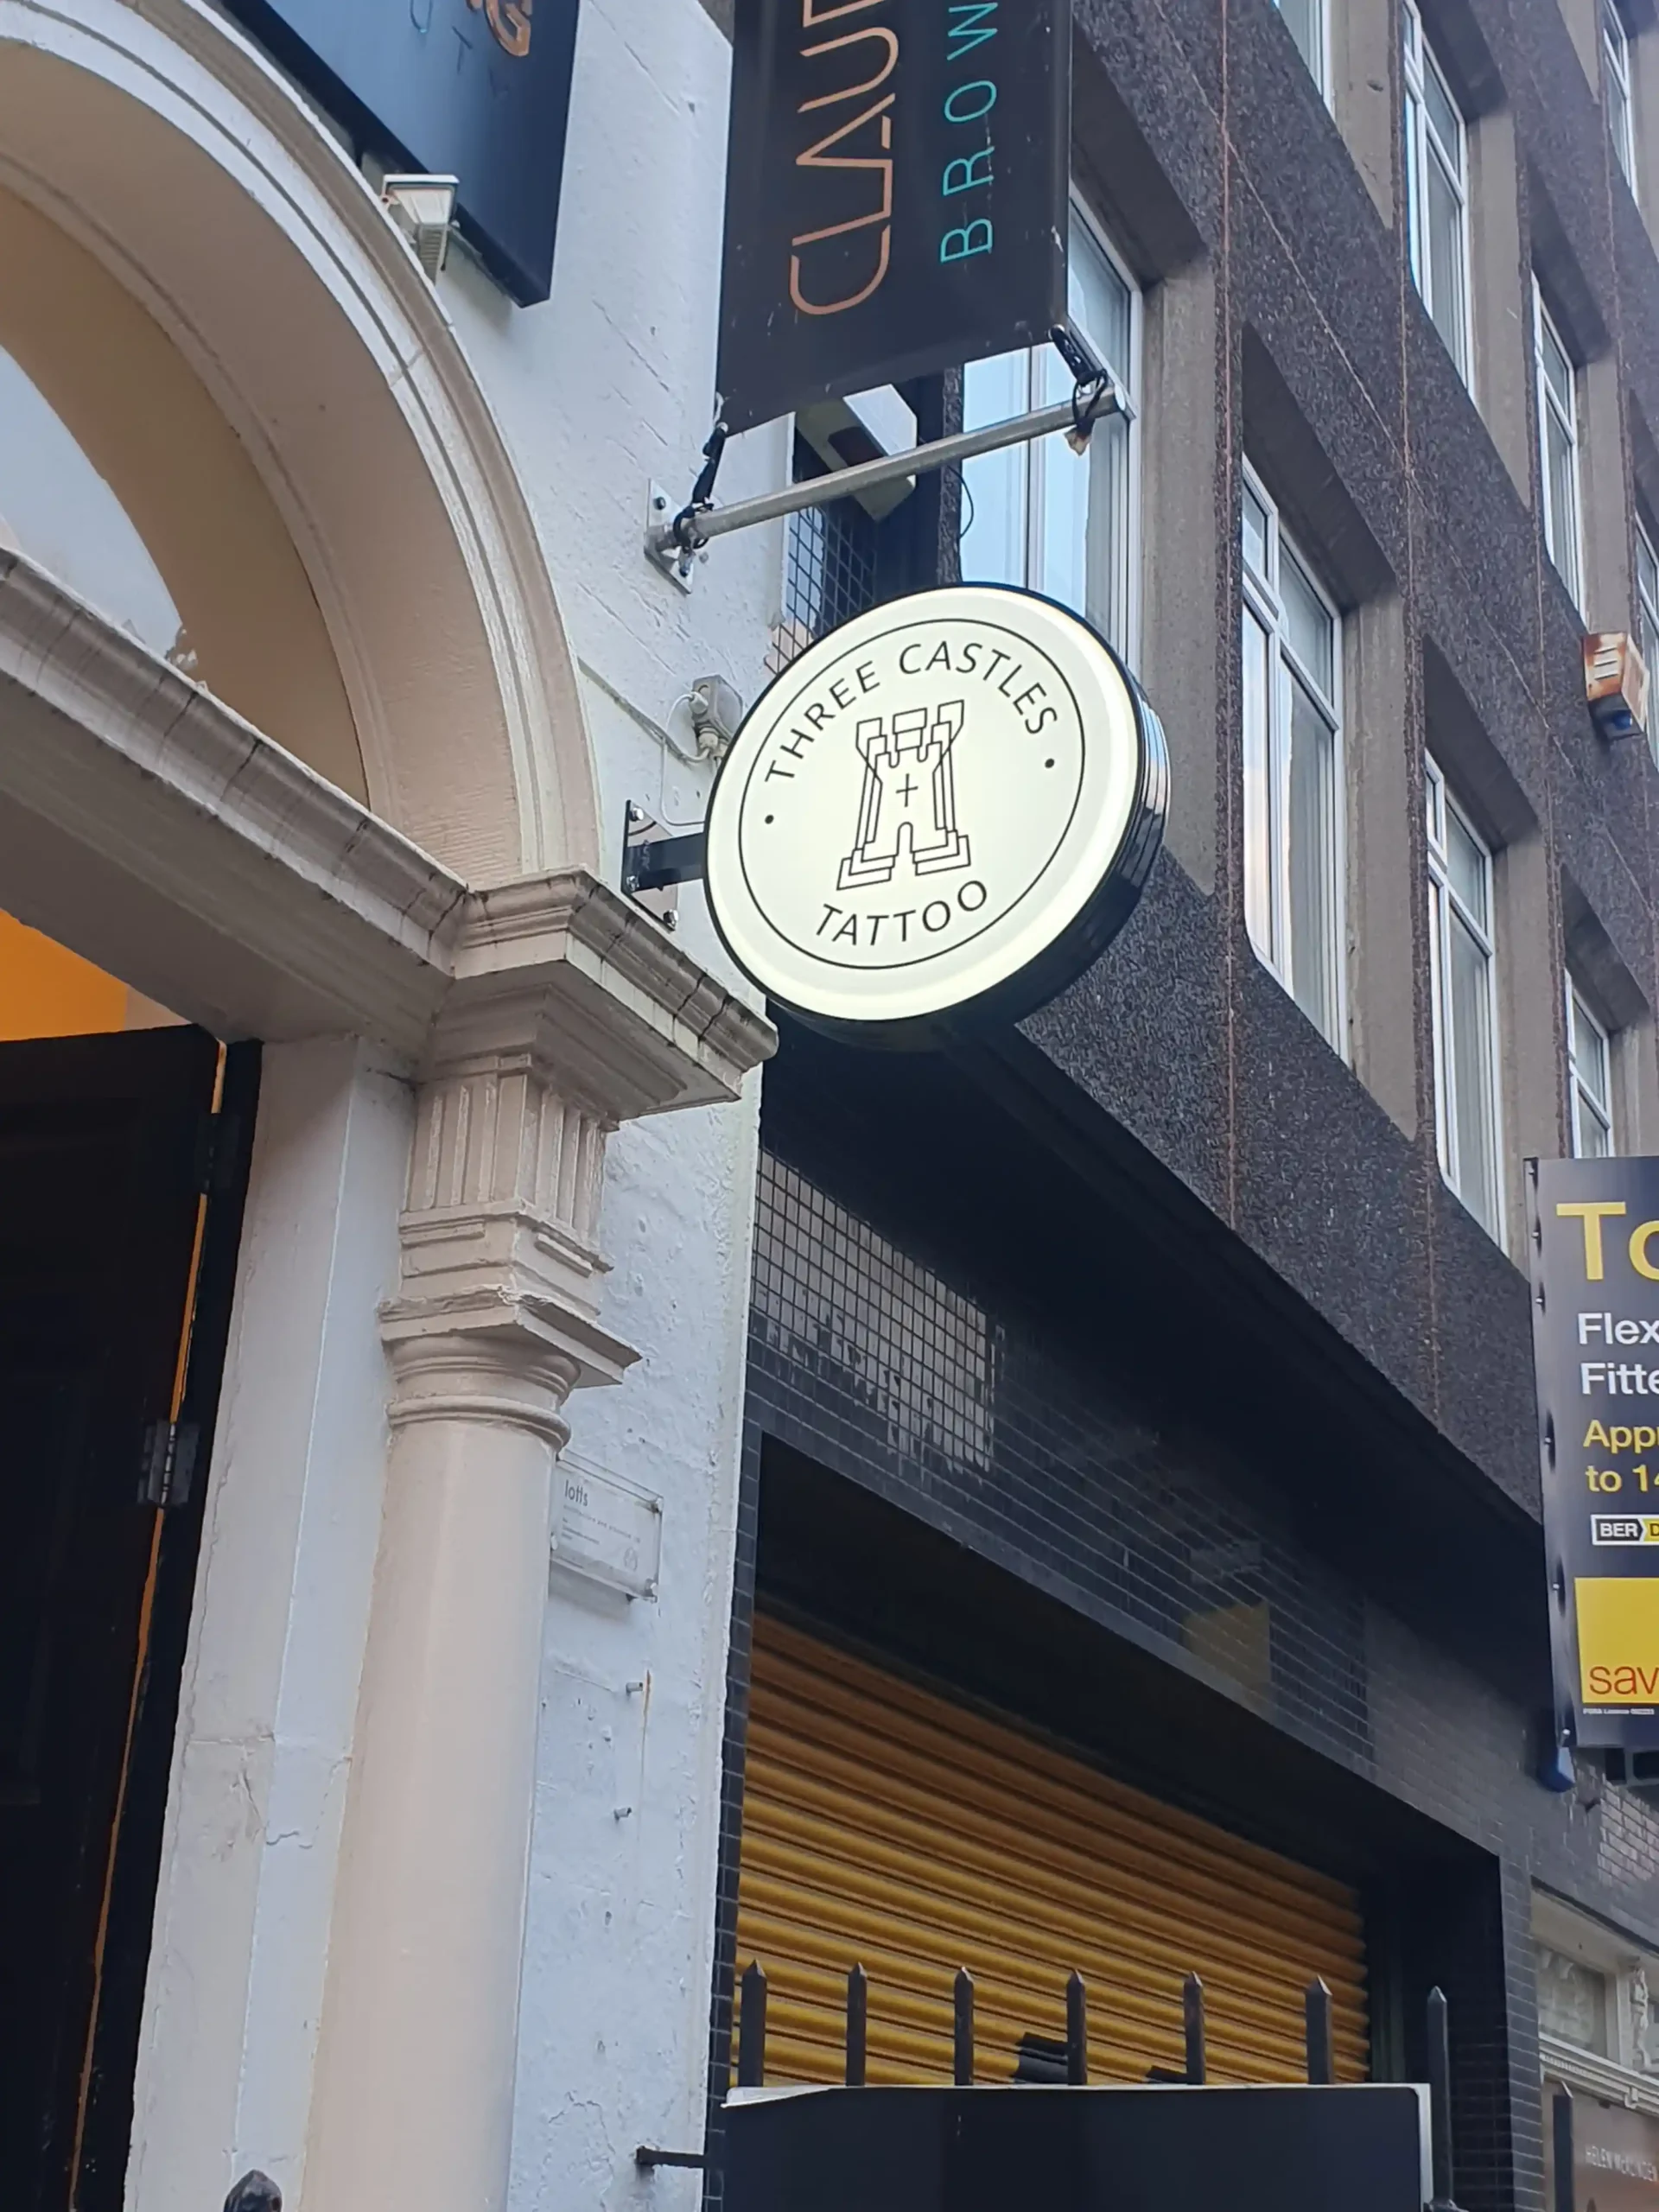 CLAUD
BROW
THREE CASTLES
TATTOO
lotts
To
Flex
Fitte
App
to 14
BER D
sav